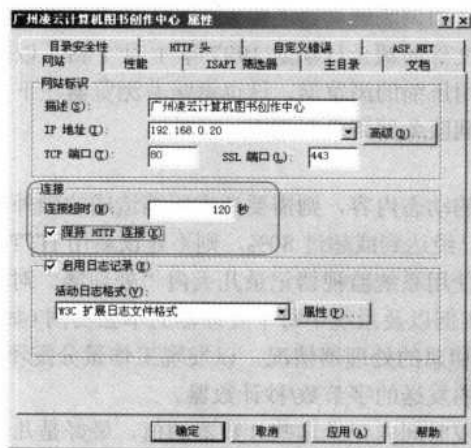 广州凌云计算机图书创作中心 属性
目录安全性 HTTP 头 自定义错误 ASP.NET
网站 性能 ISAPI 筛选器 主目录 文档
网站标识
描述(S): 广州凌云计算机图书创作中心
IP 地址(I): 192.168.0.20 高级(D)
TCP 端口(T): 80 SSL 端口(L): 443
连接
连接超时(N): 120 秒
保持 HTTP 连接(K)
启用日志记录(E)
活动日志格式(V):
W3C 扩展日志文件格式 属性(P)...
确定 取消 应用(A) 帮助